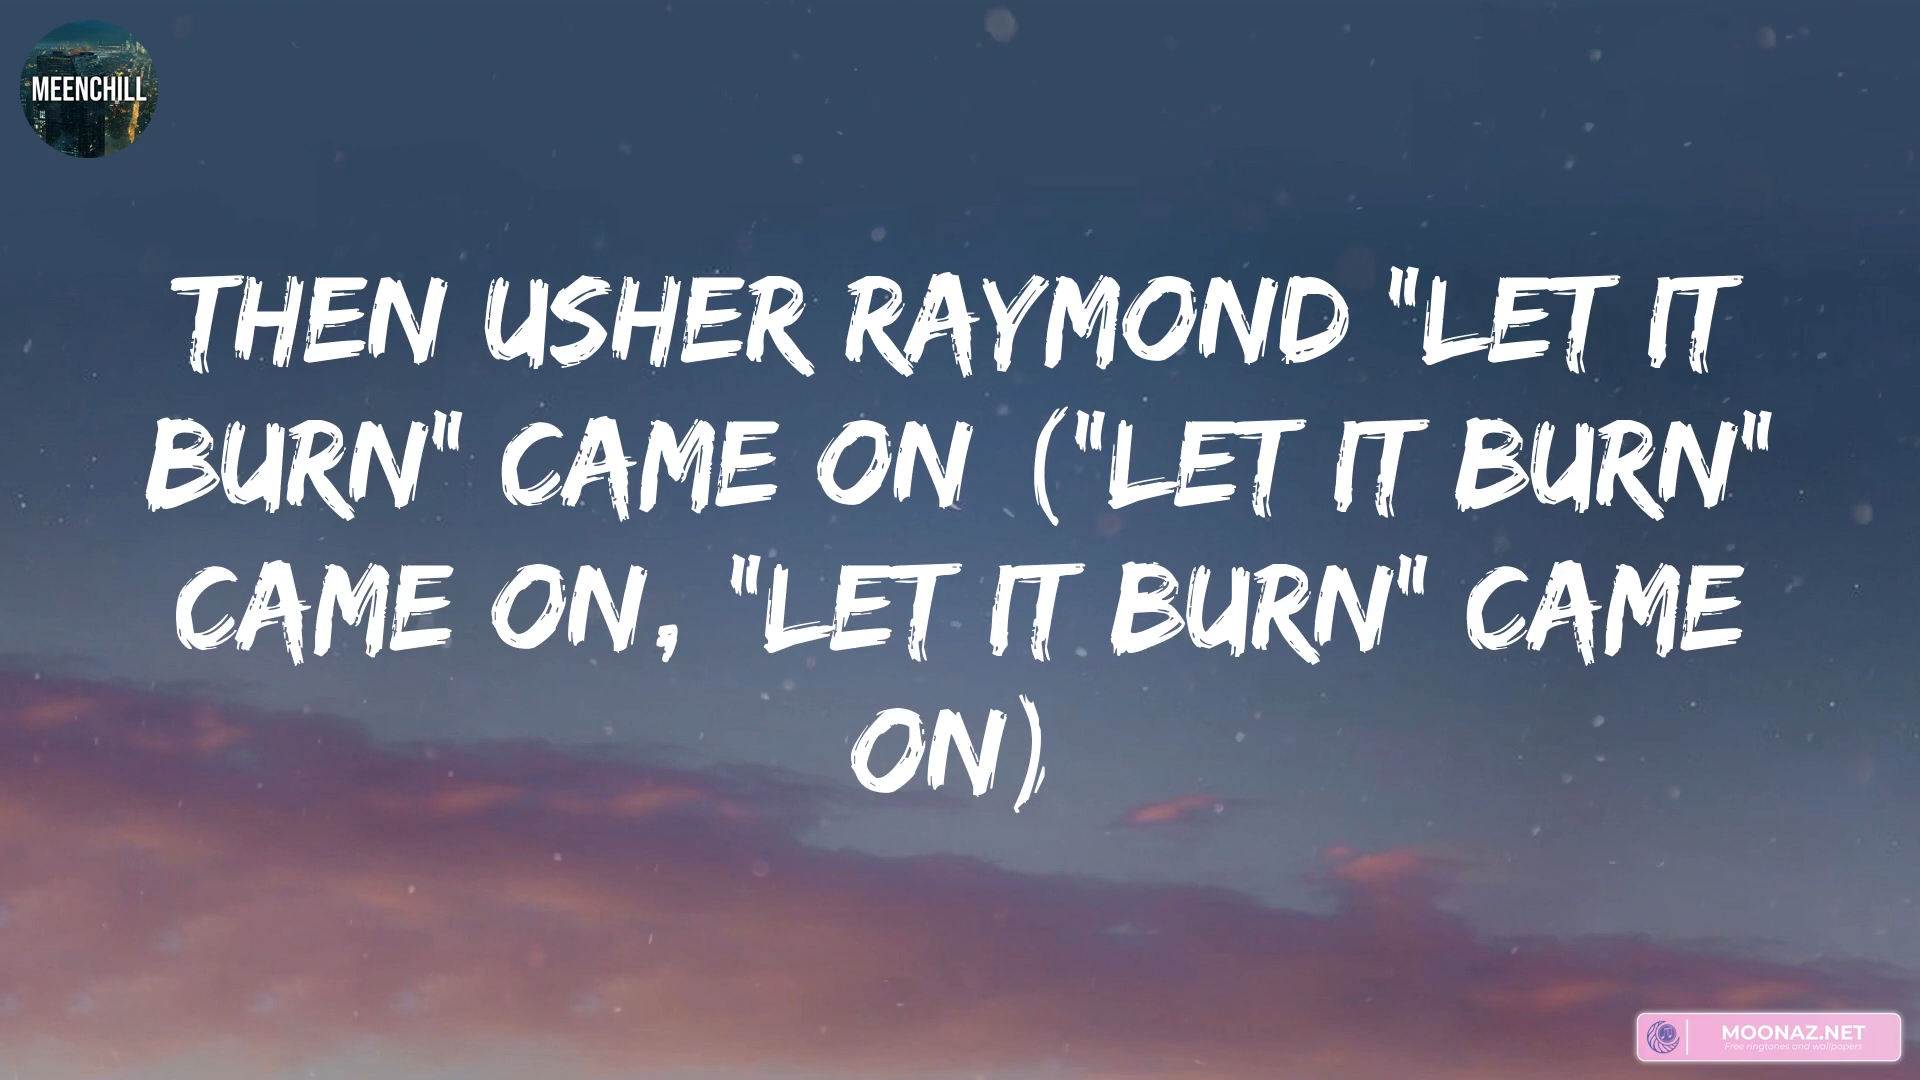 MEENCHILL
THEN USHER RAYMOND "LET IT
BURN" CAME ON ("LET IT BURN"
CAME ON, "LET IT BURN" CAME
ON)
MOONAZ.NET
Free ringtones and wallpapers